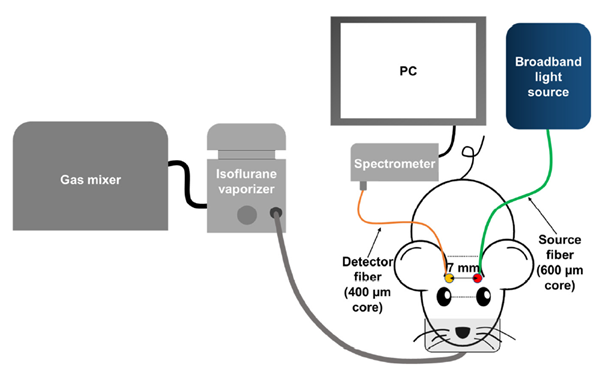 PC
Broadband
light
source
Gas mixer
Isoflurane
vaporizer
Spectrometer
Detector
fiber
(400 µm
core)
7 mm
Source
fiber
(600 µm
core)